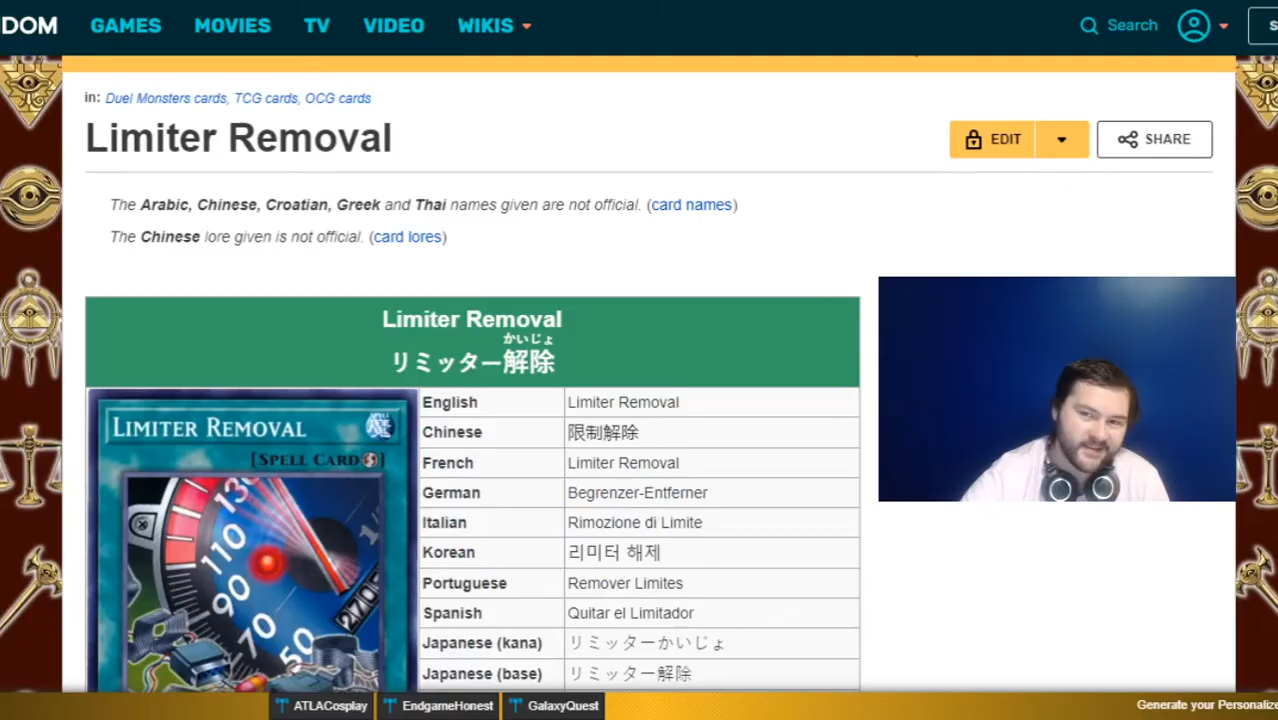 DOM GAMES MOVIES TV VIDEO WIKIS Search
in: Duel Monsters cards, TCG cards, OCG cards
Limiter Removal
EDIT SHARE
The Arabic, Chinese, Croatian, Greek and Thai names given are not official. (card names)
The Chinese lore given is not official. (card lores)
Limiter Removal
かいじょ
リミッター解除
LIMITER REMOVAL
[SPELL CARD]
130
110
90
70
50
English Limiter Removal
Chinese 限制解除
French Limiter Removal
German Begrenzer-Entferner
Italian Rimozione di Limite
Korean 리미터 해제
Portuguese Remover Limites
Spanish Quitar el Limitador
Japanese (kana) リミッターかいじょ
Japanese (base) リミッター解除
ATLACosplay EndgameHonest GalaxyQuest Generate your Personalize